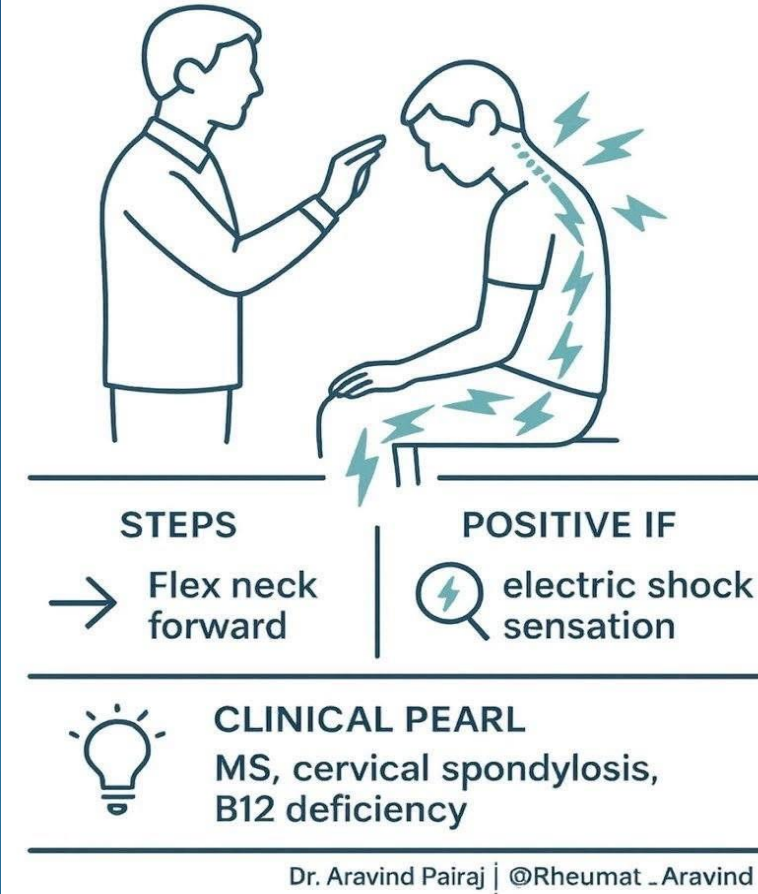 STEPS
Flex neck
forward
POSITIVE IF
electric shock
sensation
CLINICAL PEARL
MS, cervical spondylosis,
B12 deficiency
Dr. Aravind Pairaj | @Rheumat_Aravind